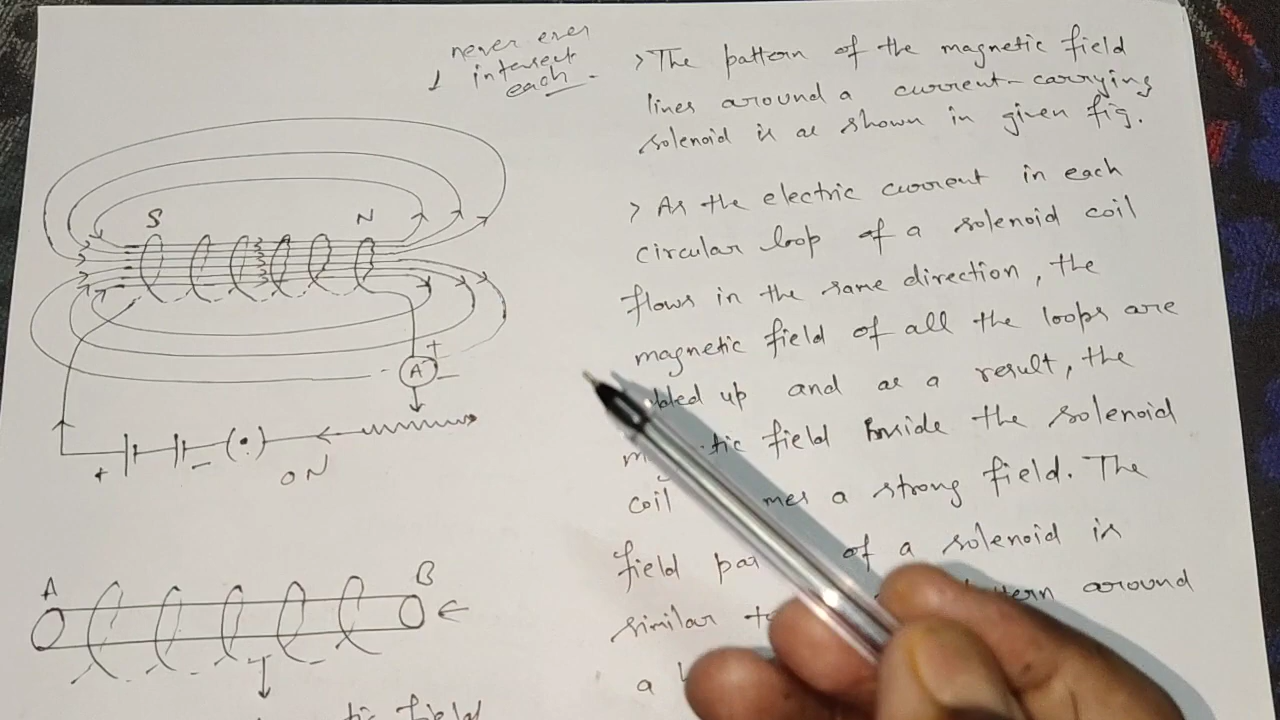 never ever
intersect
each
>The pattern of the magnetic field
lines around a current-carrying
solenoid is as shown in given fig.
> As the electric current in each
circular loop of a solenoid coil
flows in the same direction, the
magnetic field of all the loops are
up and as a result, the
field inside the solenoid
coil a strong field. The
field of a solenoid is
similar around
a
S
N
A
+
-
+
-
(.)
ON
A
B
field